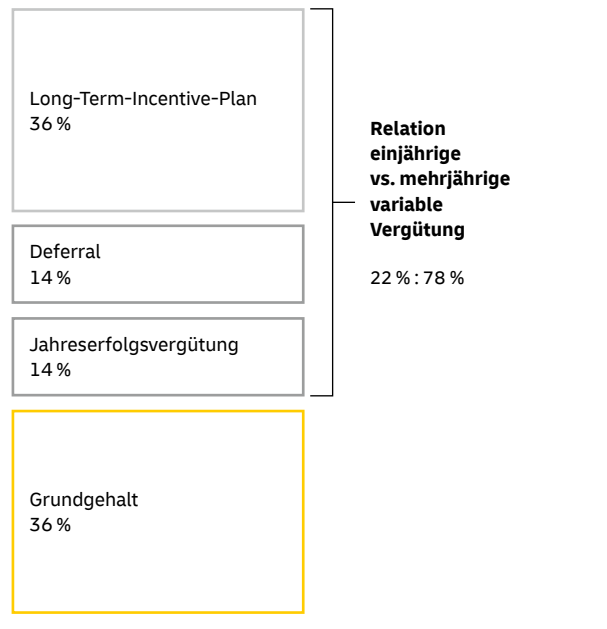 Long-Term-Incentive-Plan
36 %
Deferral
14 %
Jahreserfolgsvergütung
14 %
Grundgehalt
36 %
Relation
einjährige
vs. mehrjährige
variable
Vergütung
22 % : 78 %